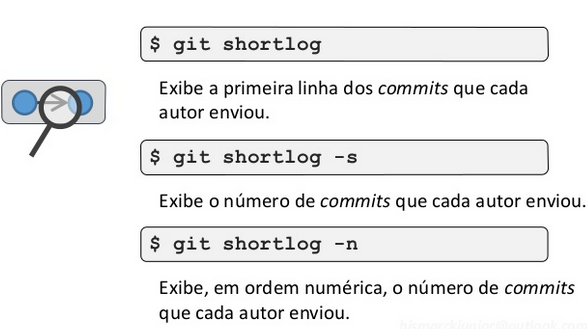 $ git shortlog
Exibe a primeira linha dos commits que cada
autor enviou.
$ git shortlog -s
Exibe o número de commits que cada autor enviou.
$ git shortlog -n
Exibe, em ordem numérica, o número de commits
que cada autor enviou.